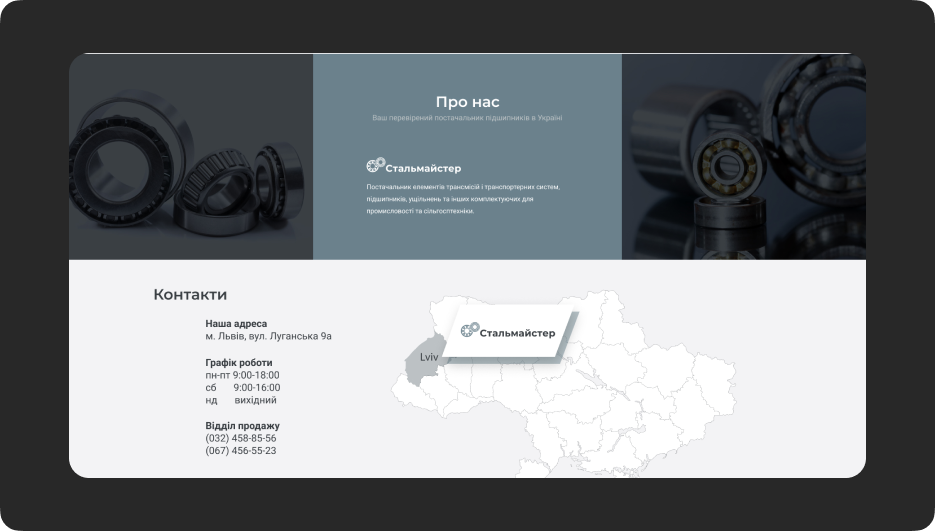 Про нас
Ваш перевірений постачальник підшипників в Україні
Стальмайстер
Постачальник елементів трансмісій і транспортерних систем,
підшипників, ущільнень та інших комплектуючих для
промисловості та сільгосптехніки.
Контакти
Наша адреса
м. Львів, вул. Луганська 9а
Графік роботи
пн-пт 9:00-18:00
сб 9:00-16:00
нд вихідний
Відділ продажу
(032) 458-85-56
(067) 456-55-23
Стальмайстер
Lviv